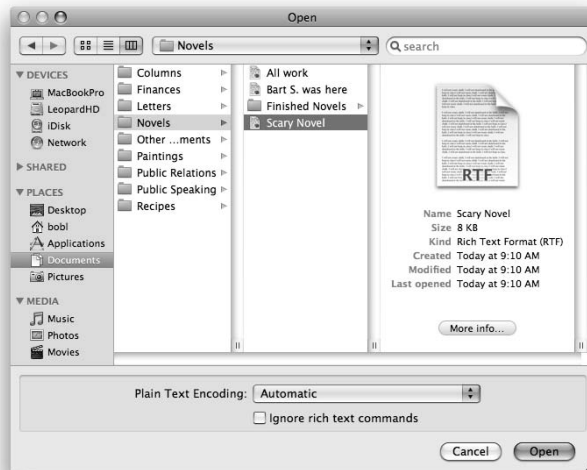 Open
Novels
search
DEVICES
MacBookPro
LeopardHD
iDisk
Network
SHARED
PLACES
Desktop
bobl
Applications
Documents
Pictures
MEDIA
Music
Photos
Movies
Columns
Finances
Letters
Novels
Other ...ments
Paintings
Public Relations
Public Speaking
Recipes
All work
Bart S. was here
Finished Novels
Scary Novel
RTF
Name Scary Novel
Size 8 KB
Kind Rich Text Format (RTF)
Created Today at 9:10 AM
Modified Today at 9:10 AM
Last opened Today at 9:10 AM
More info...
Plain Text Encoding: Automatic
Ignore rich text commands
Cancel
Open